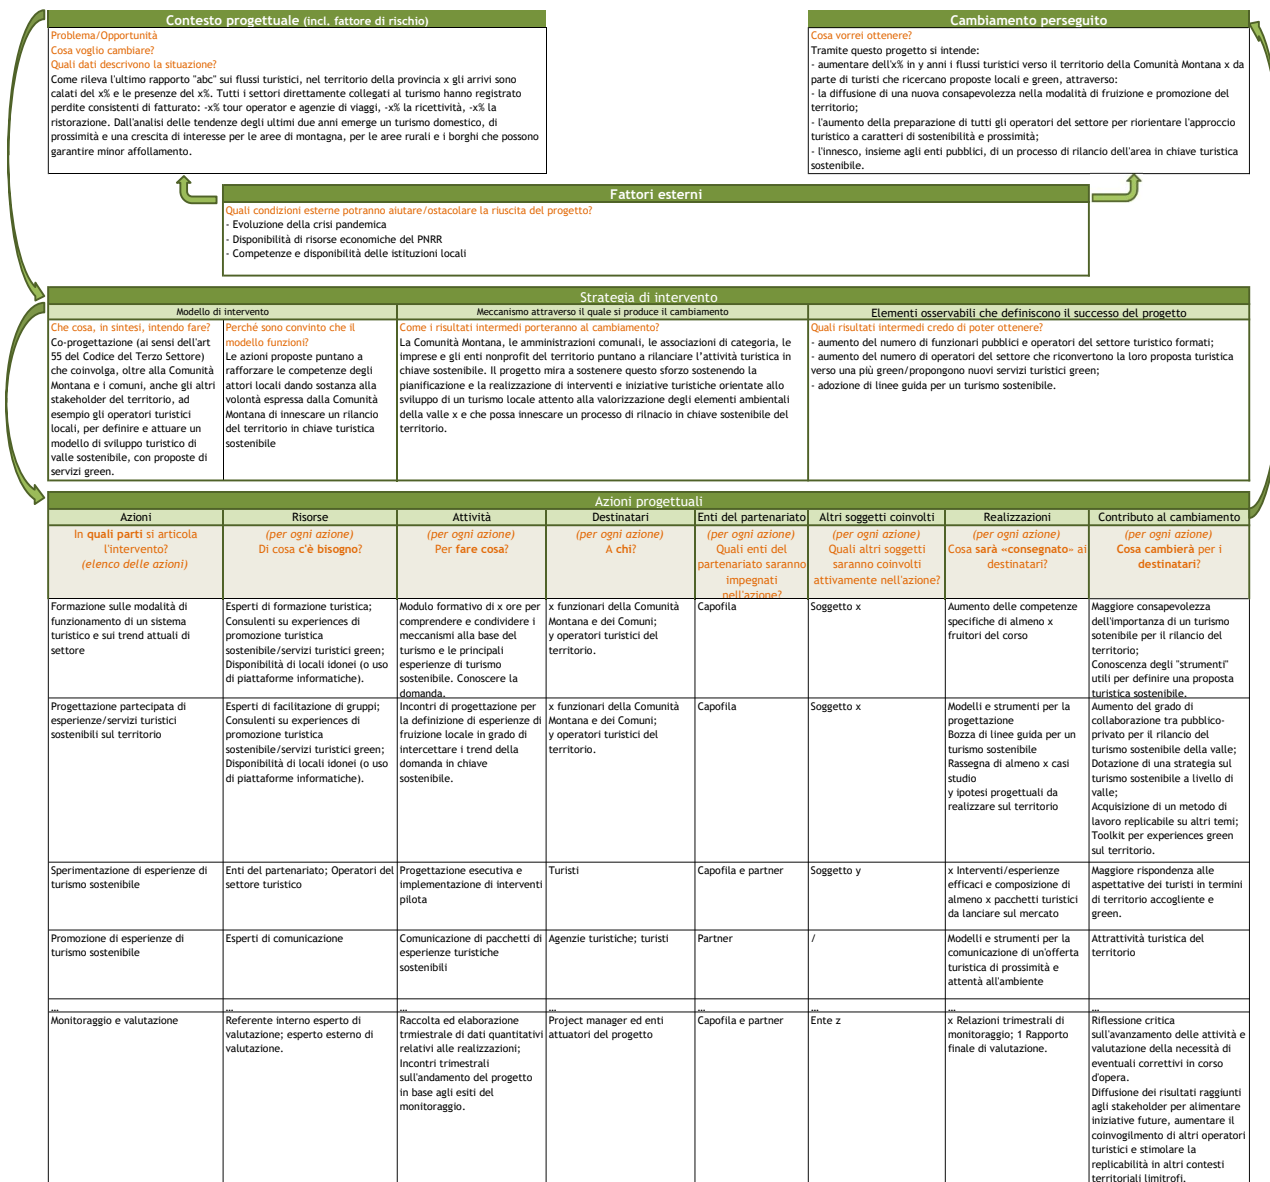 Contesto progettuale (incl. fattore di rischio)
Problema/Opportunità
Cosa voglio cambiare?
Quali dati descrivono la situazione?
Come rileva l'ultimo rapporto "abc" sui flussi turistici, nel territorio della provincia x gli arrivi sono
calati del x% e le presenze del x%. Tutti i settori direttamente collegati al turismo hanno registrato
perdite consistenti di fatturato: -x% tour operator e agenzie di viaggi, -x% la ricettività, -x% la
ristorazione. Dall'analisi delle tendenze degli ultimi due anni emerge un turismo domestico, di
prossimità e una crescita di interesse per le aree di montagna, per le aree rurali e i borghi che possono
garantire minor affollamento.
Cambiamento perseguito
Cosa vorrei ottenere?
Tramite questo progetto si intende:
- aumentare dell'x% in y anni i flussi turistici verso il territorio della Comunità Montana x da
parte di turisti che ricercano proposte locali e green, attraverso:
- la diffusione di una nuova consapevolezza nella modalità di fruizione e promozione del
territorio;
- l'aumento della preparazione di tutti gli operatori del settore per riorientare l'approccio
turistico a caratteri di sostenibilità e prossimità;
- l'innesco, insieme agli enti pubblici, di un processo di rilancio dell'area in chiave turistica
sostenibile.
Fattori esterni
Quali condizioni esterne potranno aiutare/ostacolare la riuscita del progetto?
- Evoluzione della crisi pandemica
- Disponibilità di risorse economiche del PNRR
- Competenze e disponibilità delle istituzioni locali
Strategia di intervento
Modello di intervento
Meccanismo attraverso il quale si produce il cambiamento
Elementi osservabili che definiscono il successo del progetto
Che cosa, in sintesi, intendo fare?
Co-progettazione (ai sensi dell'art
55 del Codice del Terzo Settore)
che coinvolga, oltre alla Comunità
Montana e i comuni, anche gli altri
stakeholder del territorio, ad
esempio gli operatori turistici
locali, per definire e attuare un
modello di sviluppo turistico di
valle sostenibile, con proposte di
servizi green.
Perché sono convinto che il
modello funzioni?
Le azioni proposte puntano a
rafforzare le competenze degli
attori locali dando sostanza alla
volontà espressa dalla Comunità
Montana di innescare un rilancio
del territorio in chiave turistica
sostenibile
Come i risultati intermedi porteranno al cambiamento?
La Comunità Montana, le amministrazioni comunali, le associazioni di categoria, le
imprese e gli enti nonprofit del territorio puntano a rilanciare l'attività turistica in
chiave sostenibile. Il progetto mira a sostenere questo sforzo sostenendo la
pianificazione e la realizzazione di interventi e iniziative turistiche orientate allo
sviluppo di un turismo locale attento alla valorizzazione degli elementi ambientali
della valle x e che possa innescare un processo di rilnacio in chiave sostenibile del
territorio.
Quali risultati intermedi credo di poter ottenere?
- aumento del numero di funzionari pubblici e operatori del settore turistico formati;
- aumento del numero di operatori del settore che riconvertono la loro proposta turistica
verso una più green/propongono nuovi servizi turistici green;
- adozione di linee guida per un turismo sostenibile.
Azioni progettuali
Azioni
Risorse
Attività
Destinatari
Enti del partenariato
Altri soggetti coinvolti
Realizzazioni
Contributo al cambiamento
In quali parti si articola
l'intervento?
(elenco delle azioni)
(per ogni azione)
Di cosa c'è bisogno?
(per ogni azione)
Per fare cosa?
(per ogni azione)
A chi?
(per ogni azione)
Quali enti del
partenariato saranno
impegnati
nell'azione?
(per ogni azione)
Quali altri soggetti
saranno coinvolti
attivamente nell'azione?
(per ogni azione)
Cosa sarà «consegnato» ai
destinatari?
(per ogni azione)
Cosa cambierà per i
destinatari?
Formazione sulle modalità di
funzionamento di un sistema
turistico e sui trend attuali di
settore
Esperti di formazione turistica;
Consulenti su experiences di
promozione turistica
sostenibile/servizi turistici green;
Disponibilità di locali idonei (o uso
di piattaforme informatiche).
Modulo formativo di x ore per
comprendere e condividere i
meccanismi alla base del
turismo e le principali
esperienze di turismo
sostenibile. Conoscere la
domanda.
x funzionari della Comunità
Montana e dei Comuni;
y operatori turistici del
territorio.
Capofila
Soggetto x
Aumento delle competenze
specifiche di almeno x
fruitori del corso
Maggiore consapevolezza
dell'importanza di un turismo
sotenibile per il rilancio del
territorio;
Conoscenza degli "strumenti"
utili per definire una proposta
turistica sostenibile.
Progettazione partecipata di
esperienze/servizi turistici
sostenibili sul territorio
Esperti di facilitazione di gruppi;
Consulenti su experiences di
promozione turistica
sostenibile/servizi turistici green;
Disponibilità di locali idonei (o uso
di piattaforme informatiche).
Incontri di progettazione per
la definizione di esperienze di
fruizione locale in grado di
intercettare i trend della
domanda in chiave
sostenibile.
x funzionari della Comunità
Montana e dei Comuni;
y operatori turistici del
territorio.
Capofila
Soggetto x
Modelli e strumenti per la
progettazione
Bozza di linee guida per un
turismo sostenibile
Rassegna di almeno x casi
studio
y ipotesi progettuali da
realizzare sul territorio
Aumento del grado di
collaborazione tra pubblico-
privato per il rilancio del
turismo sostenibile della valle;
Dotazione di una strategia sul
turismo sostenibile a livello di
valle;
Acquisizione di un metodo di
lavoro replicabile su altri temi;
Toolkit per experiences green
sul territorio.
Sperimentazione di esperienze di
turismo sostenibile
Enti del partenariato; Operatori del
settore turistico
Progettazione esecutiva e
implementazione di interventi
pilota
Turisti
Capofila e partner
Soggetto y
x Interventi/esperienze
efficaci e composizione di
almeno x pacchetti turistici
da lanciare sul mercato
Maggiore rispondenza alle
aspettative dei turisti in termini
di territorio accogliente e
green.
Promozione di esperienze di
turismo sostenibile
Esperti di comunicazione
Comunicazione di pacchetti di
esperienze turistiche
sostenibili
Agenzie turistiche; turisti
Partner
/
Modelli e strumenti per la
comunicazione di un'offerta
turistica di prossimità e
attentà all'ambiente
Attrattività turistica del
territorio
… … … … … … … …
Monitoraggio e valutazione
Referente interno esperto di
valutazione; esperto esterno di
valutazione.
Raccolta ed elaborazione
trmiestrale di dati quantitativi
relativi alle realizzazioni;
Incontri trimestrali
sull'andamento del progetto
in base agli esiti del
monitoraggio.
Project manager ed enti
attuatori del progetto
Capofila e partner
Ente z
x Relazioni trimestrali di
monitoraggio; 1 Rapporto
finale di valutazione.
Riflessione critica
sull'avanzamento delle attività e
valutazione della necessità di
eventuali correttivi in corso
d'opera.
Diffusione dei risultati raggiunti
agli stakeholder per alimentare
iniziative future, aumentare il
coinvogilmento di altri operatori
turistici e stimolare la
replicabilità in altri contesti
territoriali limitrofi.